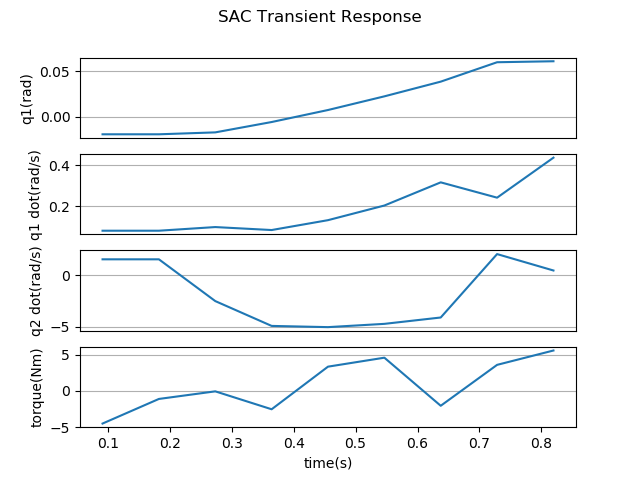 SAC Transient Response
0.05
0.00
q1(rad)
0.4
0.2
q1 dot(rad/s)
0
−5
q2 dot(rad/s)
5
0
−5
torque(Nm)
0.1 0.2 0.3 0.4 0.5 0.6 0.7 0.8
time(s)